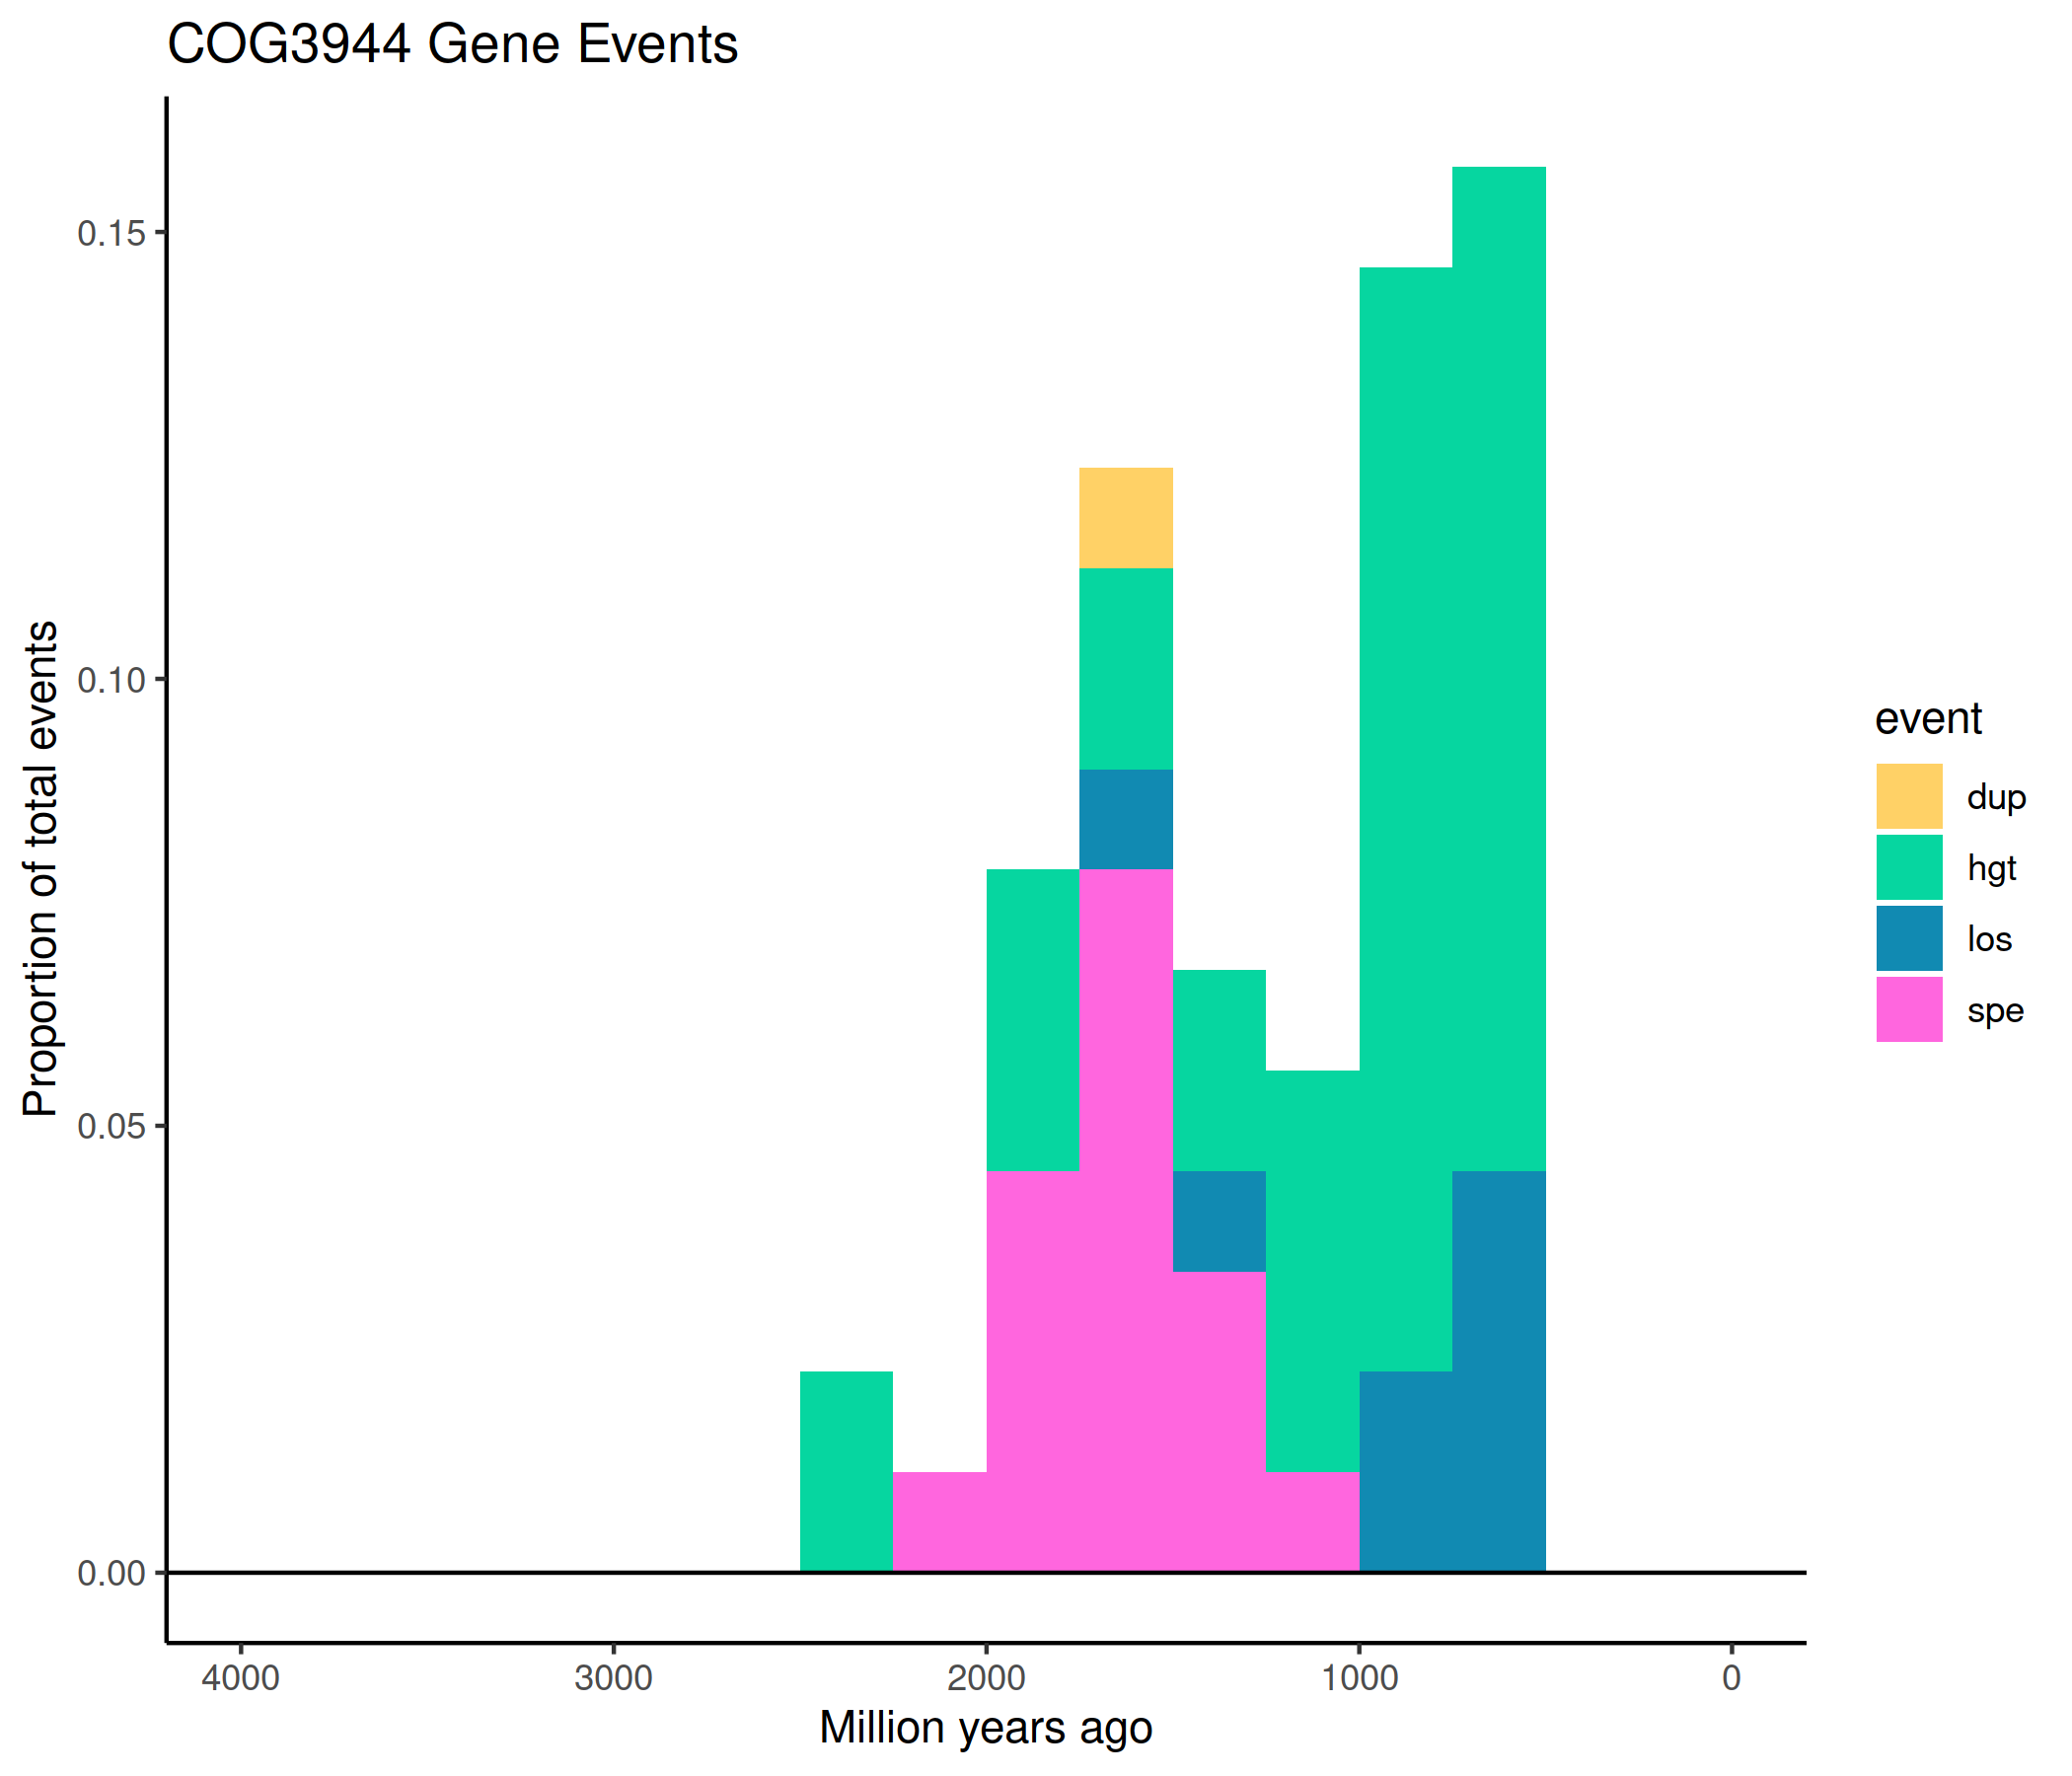 COG3944 Gene Events
Proportion of total events
0.15
0.10
0.05
0.00
4000 3000 2000 1000 0
Million years ago
event
dup
hgt
los
spe